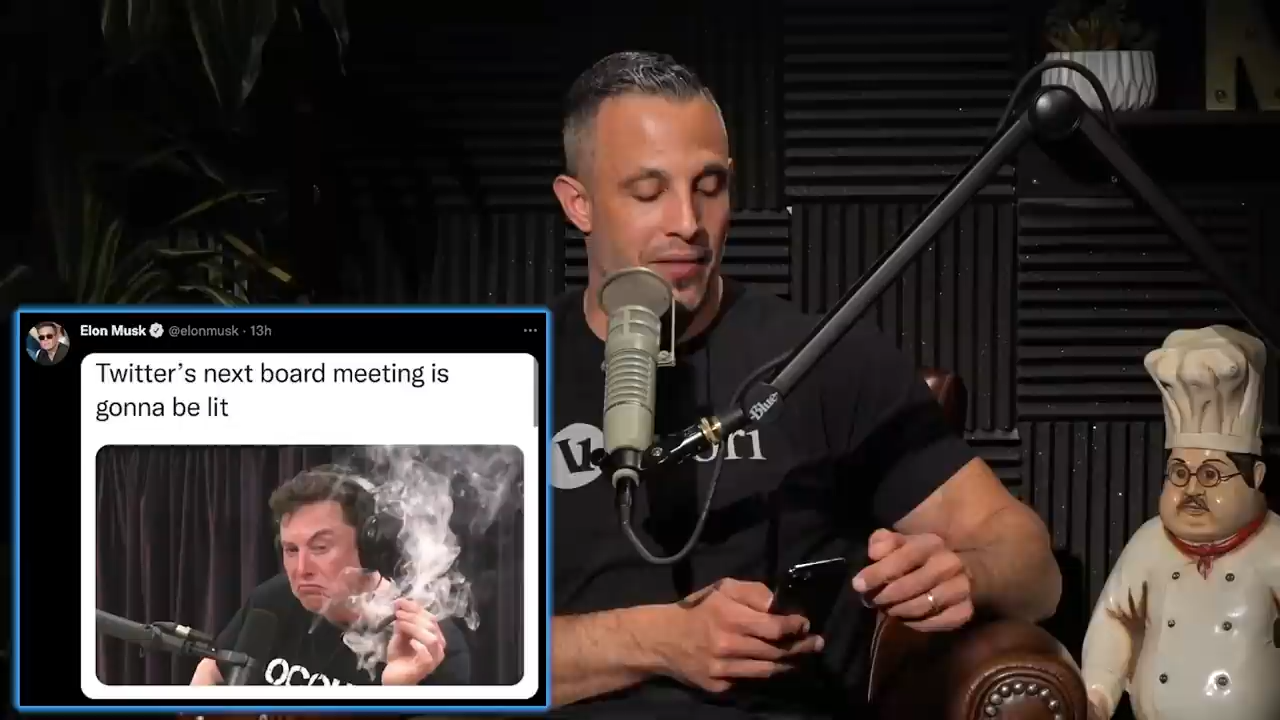 Elon Musk @elonmusk · 13h
Twitter's next board meeting is
gonna be lit
Blue